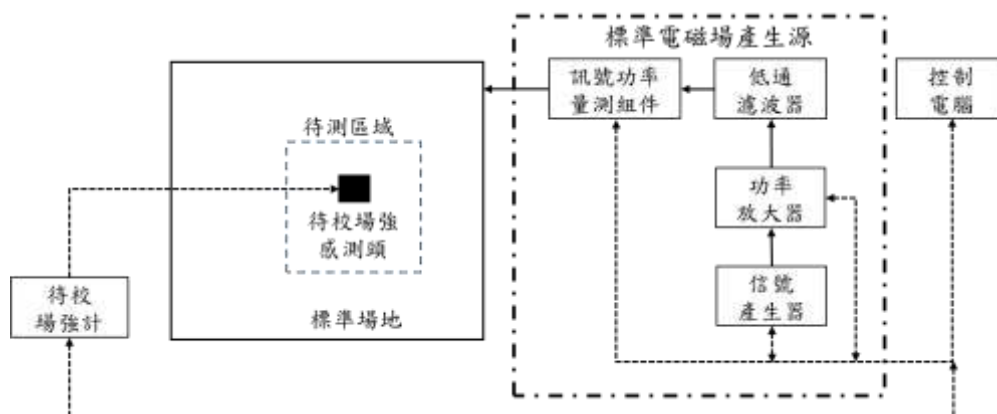 標準電磁場產生源
訊號功率
量測組件
低通
濾波器
控制
電腦
待測區域
功率
放大器
待校場強
感測頭
待校
場強計
信號
產生器
標準場地